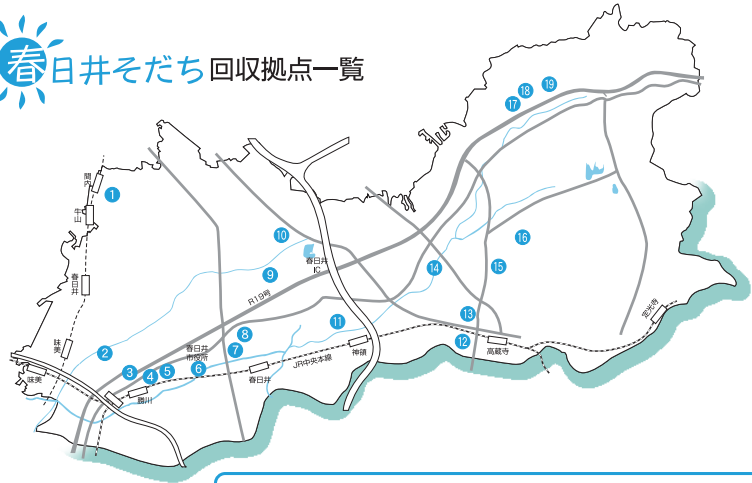 春日井そだち 回収拠点一覧
19
18
17
間内
1
牛山
10
16
春日井
IC
14
15
春日井
9
R19号
13
11
8
味美
2
春日井
市役所
7
12
高蔵寺
定光寺
神領
JR中央本線
3
4
5
6
味美
勝川
春日井